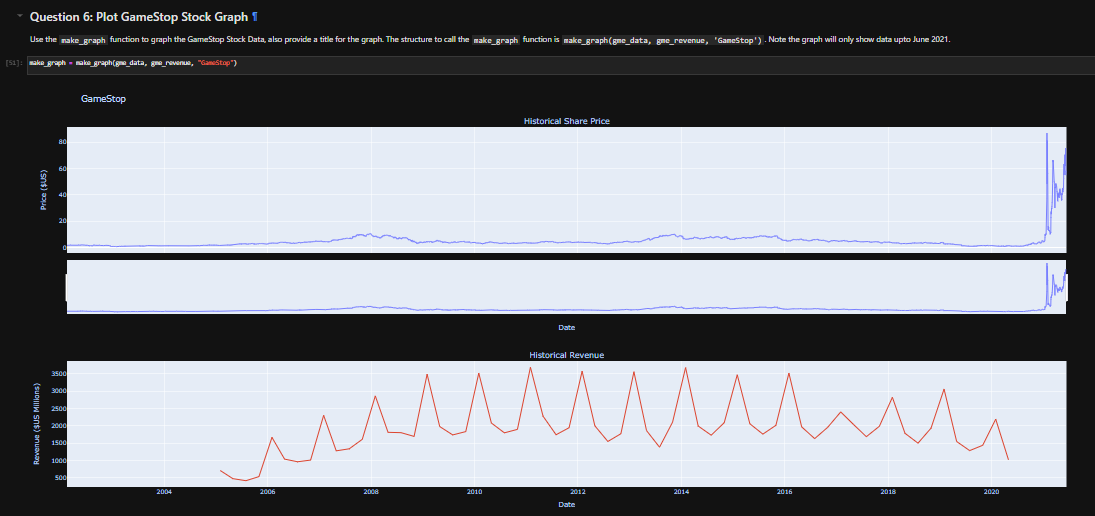 Question 6: Plot GameStop Stock Graph ¶
Use the make_graph function to graph the GameStop Stock Data, also provide a title for the graph. The structure to call the make_graph function is make_graph(gme_data, gme_revenue, 'GameStop'). Note the graph will only show data upto June 2021.
[51]: make_graph = make_graph(gme_data, gme_revenue, "GameStop")
GameStop
Historical Share Price
80
60
40
20
0
Price ($US)
Date
Historical Revenue
3500
3000
2500
2000
1500
1000
500
Revenue ($US Millions)
2004 2006 2008 2010 2012 2014 2016 2018 2020
Date